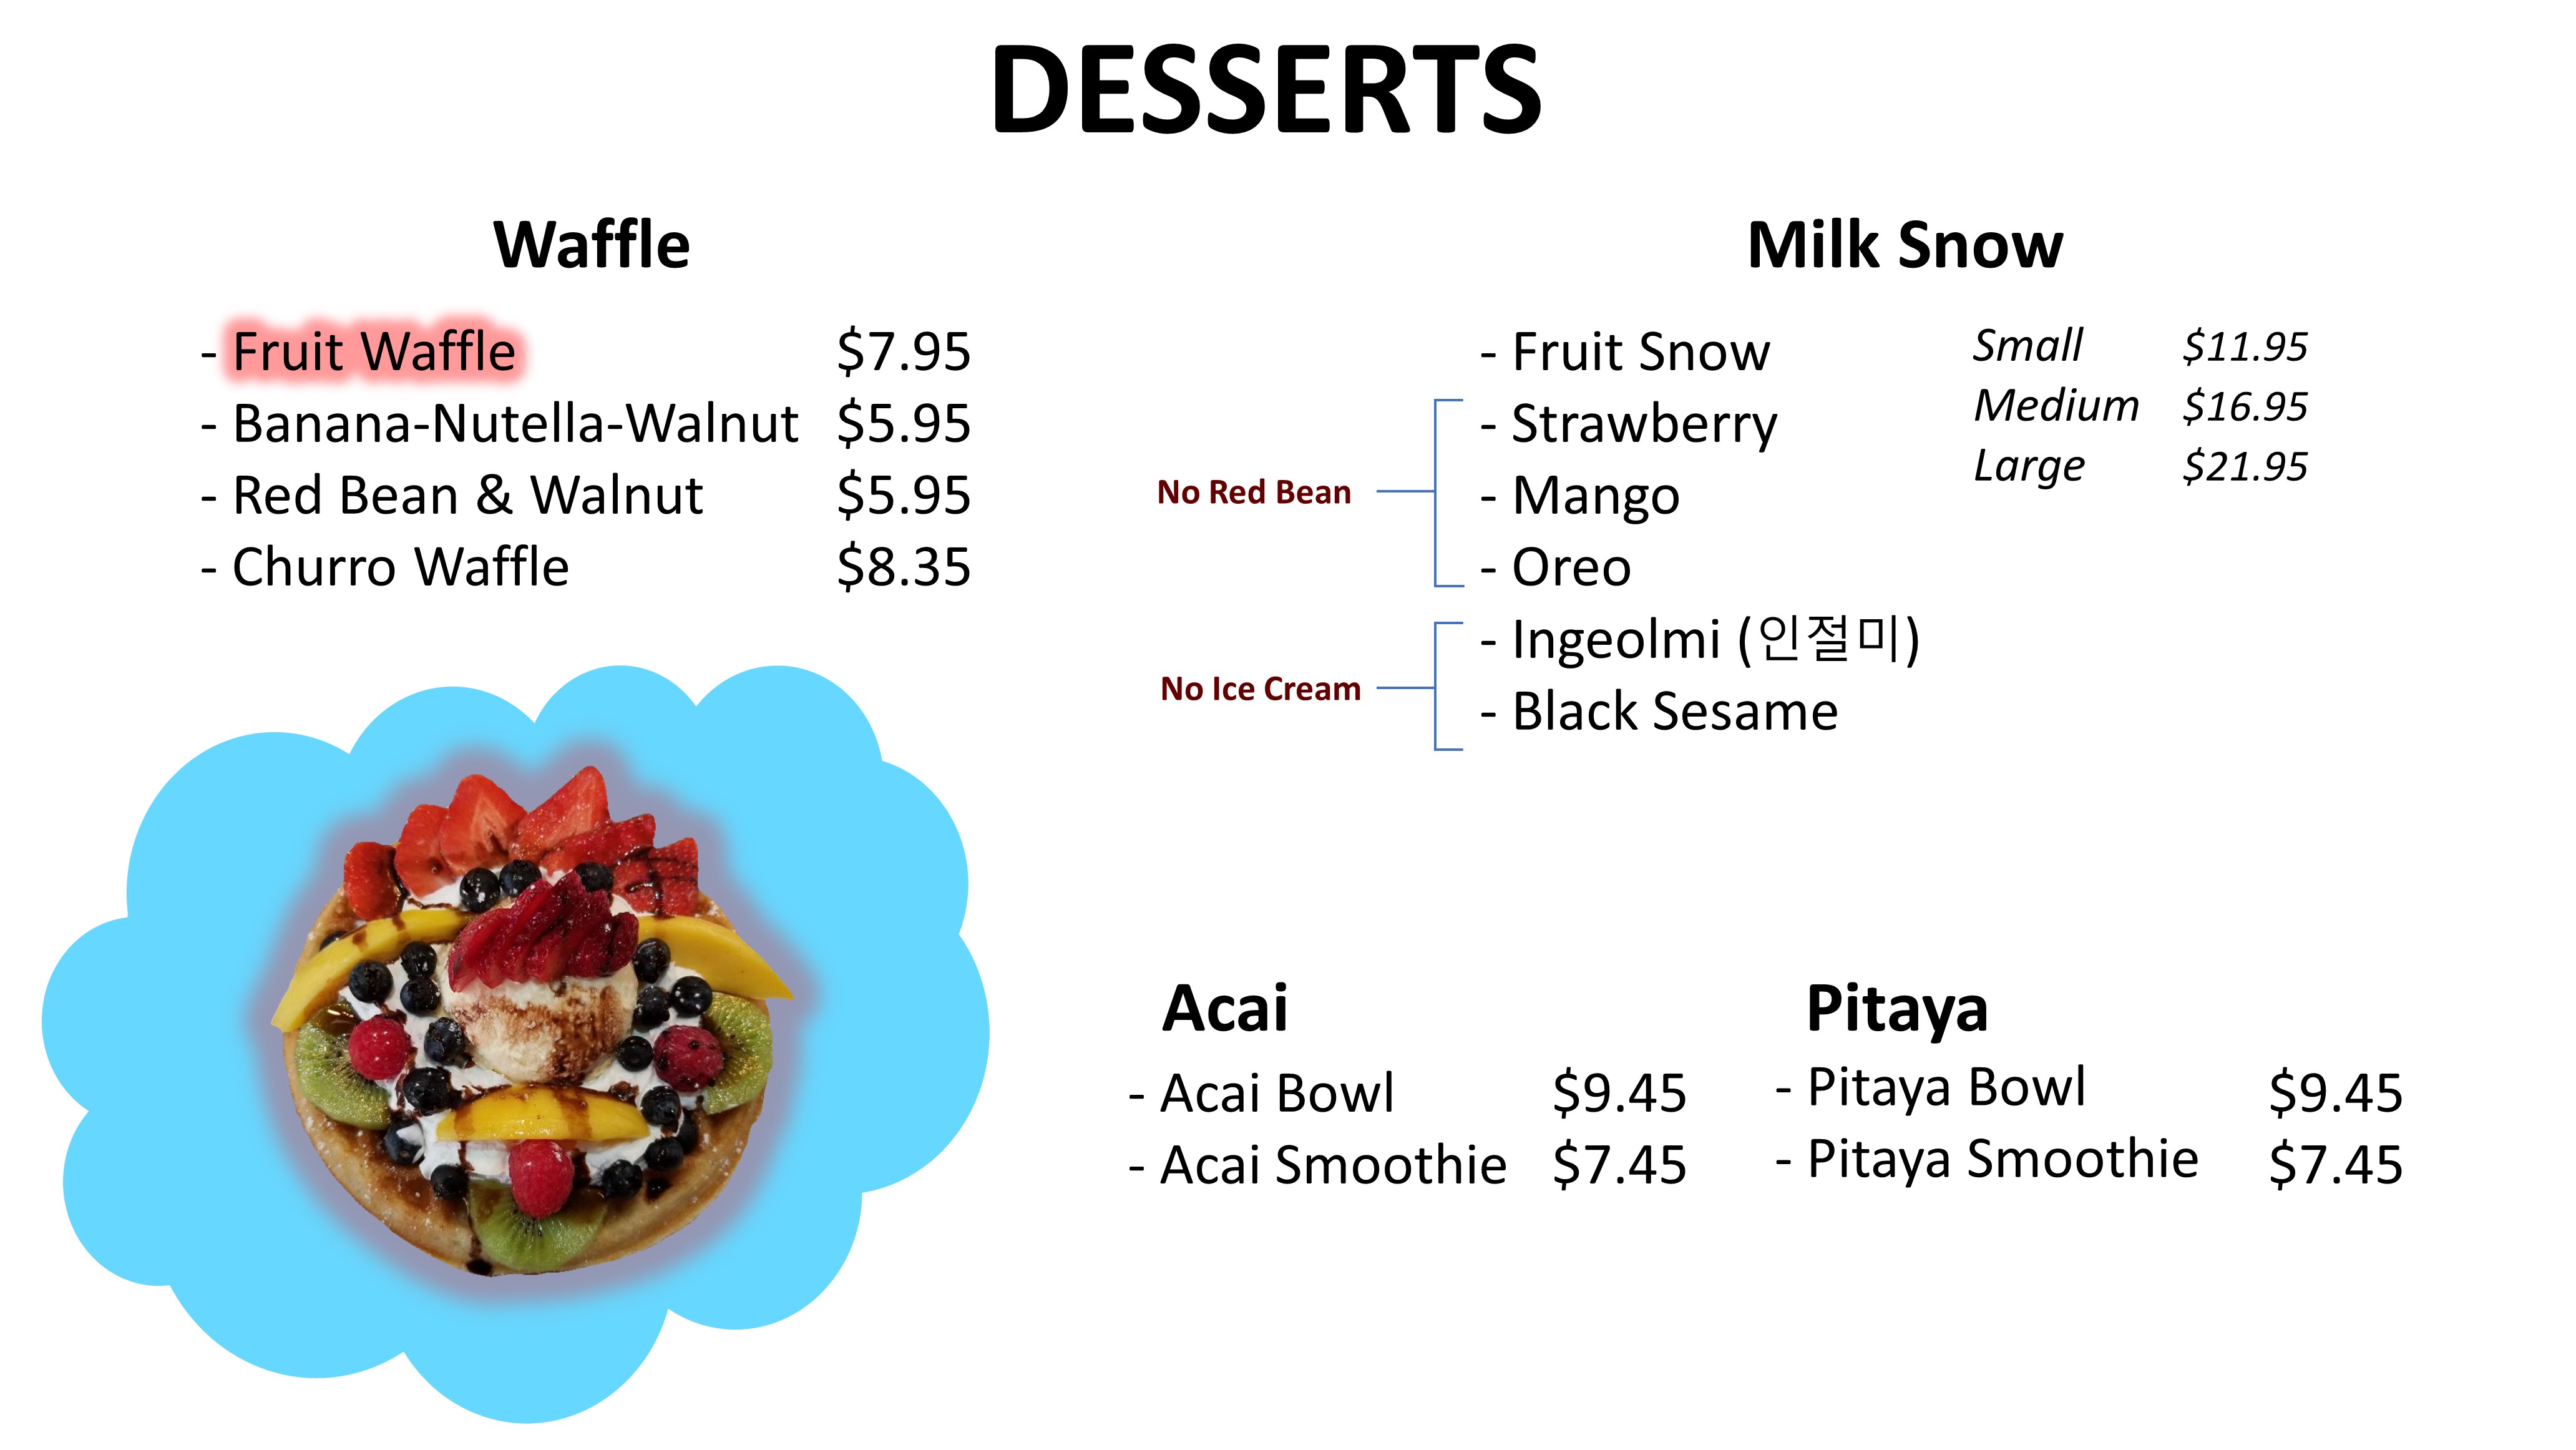 DESSERTS
Waffle
- Fruit Waffle $7.95
- Banana-Nutella-Walnut $5.95
- Red Bean & Walnut $5.95
- Churro Waffle $8.35
Milk Snow
- Fruit Snow
- Strawberry
- Mango
- Oreo
- Ingeolmi (인절미)
- Black Sesame
Small $11.95
Medium $16.95
Large $21.95
No Red Bean
No Ice Cream
Acai
- Acai Bowl $9.45
- Acai Smoothie $7.45
Pitaya
- Pitaya Bowl $9.45
- Pitaya Smoothie $7.45